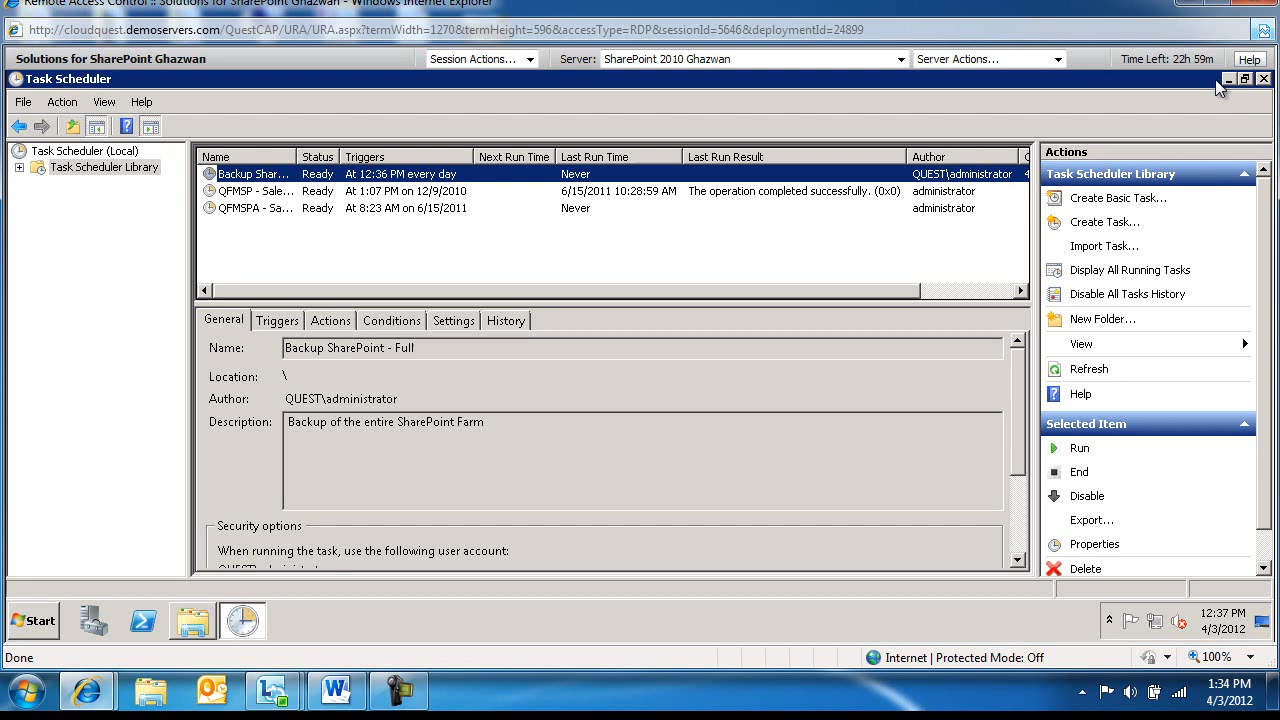 Remote Access Control :: Solutions for SharePoint Ghazwan - Windows Internet Explorer
http://cloudquest.demoservers.com/QuestCAP/URA/URA.aspx?termWidth=1270&termHeight=596&accessType=RDP&sessionId=5646&deploymentId=24899
Solutions for SharePoint Ghazwan Session Actions... Server: SharePoint 2010 Ghazwan Server Actions... Time Left: 22h 59m Help
Task Scheduler
File Action View Help
Task Scheduler (Local)
Task Scheduler Library
Name Status Triggers Next Run Time Last Run Time Last Run Result Author C
Backup Shar... Ready At 12:36 PM every day Never QUEST\administrator 4
QFMSP - Sale... Ready At 1:07 PM on 12/9/2010 6/15/2011 10:28:59 AM The operation completed successfully. (0x0) administrator
QFMSPA - Sa... Ready At 8:23 AM on 6/15/2011 Never administrator
General Triggers Actions Conditions Settings History
Name: Backup SharePoint - Full
Location: \
Author: QUEST\administrator
Description: Backup of the entire SharePoint Farm
Security options
When running the task, use the following user account:
Actions
Task Scheduler Library
Create Basic Task...
Create Task...
Import Task...
Display All Running Tasks
Disable All Tasks History
New Folder...
View
Refresh
Help
Selected Item
Run
End
Disable
Export...
Properties
Delete
Start 12:37 PM
4/3/2012
Done Internet | Protected Mode: Off 100%
1:34 PM
4/3/2012